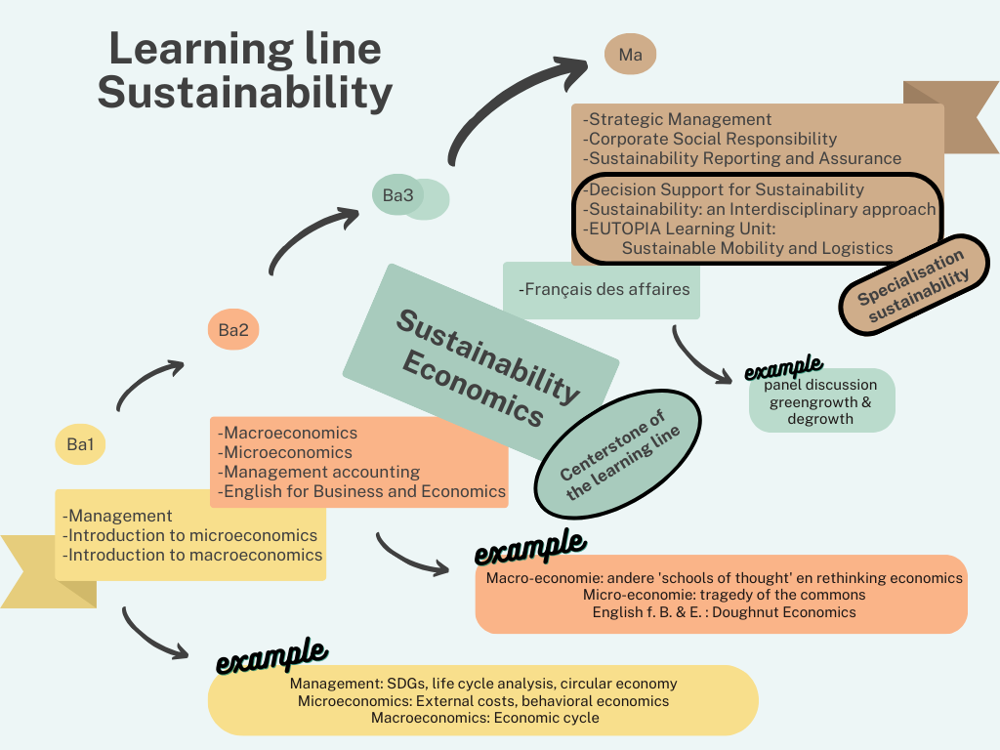 Learning line
Sustainability
Ma
-Strategic Management
-Corporate Social Responsibility
-Sustainability Reporting and Assurance
-Decision Support for Sustainability
-Sustainability: an Interdisciplinary approach
-EUTOPIA Learning Unit:
Sustainable Mobility and Logistics
Specialisation
sustainability
Ba3
-Français des affaires
Sustainability
Economics
Centerstone of
the learning line
example
panel discussion
greengrowth &
degrowth
Ba2
-Macroeconomics
-Microeconomics
-Management accounting
-English for Business and Economics
example
Macro-economie: andere 'schools of thought' en rethinking economics
Micro-economie: tragedy of the commons
English f. B. & E. : Doughnut Economics
Ba1
-Management
-Introduction to microeconomics
-Introduction to macroeconomics
example
Management: SDGs, life cycle analysis, circular economy
Microeconomics: External costs, behavioral economics
Macroeconomics: Economic cycle